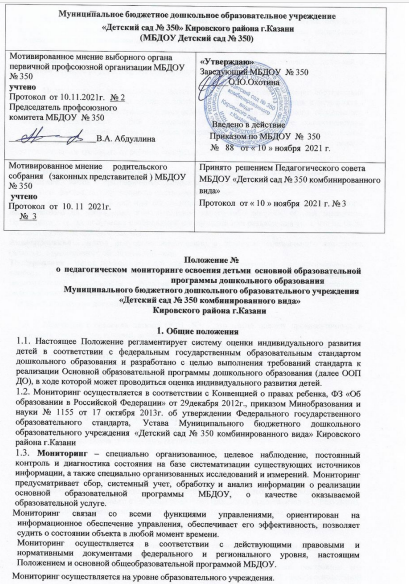 Муниципальное бюджетное дошкольное образовательное учреждение
«Детский сад № 350» Кировского района г.Казани
(МБДОУ Детский сад № 350)
Мотивированное мнение выборного органа
первичной профсоюзной организации МБДОУ
№ 350
учтено
Протокол от 10.11.2021г. № 2
Председатель профсоюзного
комитета МБДОУ № 350
В.А. Абдуллина
«Утверждаю»
Заведующий МБДОУ № 350
О.Ю.Охотина
Введено в действие
Приказом по МБДОУ № 350
№ 88 от « 10 » ноября 2021 г.
Мотивированное мнение родительского
собрания (законных представителей ) МБДОУ
№ 350
учтено
Протокол от 10. 11 2021г.
№ 3
Принято решением Педагогического совета
МБДОУ «Детский сад № 350 комбинированного
вида»
Протокол от « 10 » ноября 2021 г. № 3
Положение №
о педагогическом мониторинге освоения детьми основной образовательной
программы дошкольного образования
Муниципального бюджетного дошкольного образовательного учреждения
«Детский сад № 350 комбинированного вида»
Кировского района г.Казани
1. Общие положения
1.1. Настоящее Положение регламентирует систему оценки индивидуального развития
детей в соответствии с федеральным государственным образовательным стандартом
дошкольного образования и разработано с целью выполнения требований стандарта к
реализации Основной образовательной программы дошкольного образования (далее ООП
ДО), в ходе которой может проводиться оценка индивидуального развития детей.
1.2. Мониторинг осуществляется в соответствии с Конвенцией о правах ребенка, ФЗ «Об
образовании в Российской Федерации» от 29декабря 2012г., приказом Минобразования и
науки № 1155 от 17 октября 2013г. об утверждении Федерального государственного
образовательного стандарта, Устава Муниципального бюджетного дошкольного
образовательного учреждения «Детский сад № 350 комбинированного вида» Кировского
района г.Казани
1.3. Мониторинг – специально организованное, целевое наблюдение, постоянный
контроль и диагностика состояния на базе систематизации существующих источников
информации, а также специально организованных исследований и измерений. Мониторинг
предусматривает сбор, системный учет, обработку и анализ информации о реализации
основной образовательной программы МБДОУ, о качестве оказываемой
образовательной услуге.
Мониторинг связан со всеми функциями управлениями, ориентирован на
информационное обеспечение управления, обеспечивает его эффективность, позволяет
судить о состоянии объекта в любой момент времени.
Мониторинг осуществляется в соответствии с действующими правовыми и
нормативными документами федерального и регионального уровня, настоящим
Положением и основной общеобразовательной программой МБДОУ.
Мониторинг осуществляется на уровне образовательного учреждения.